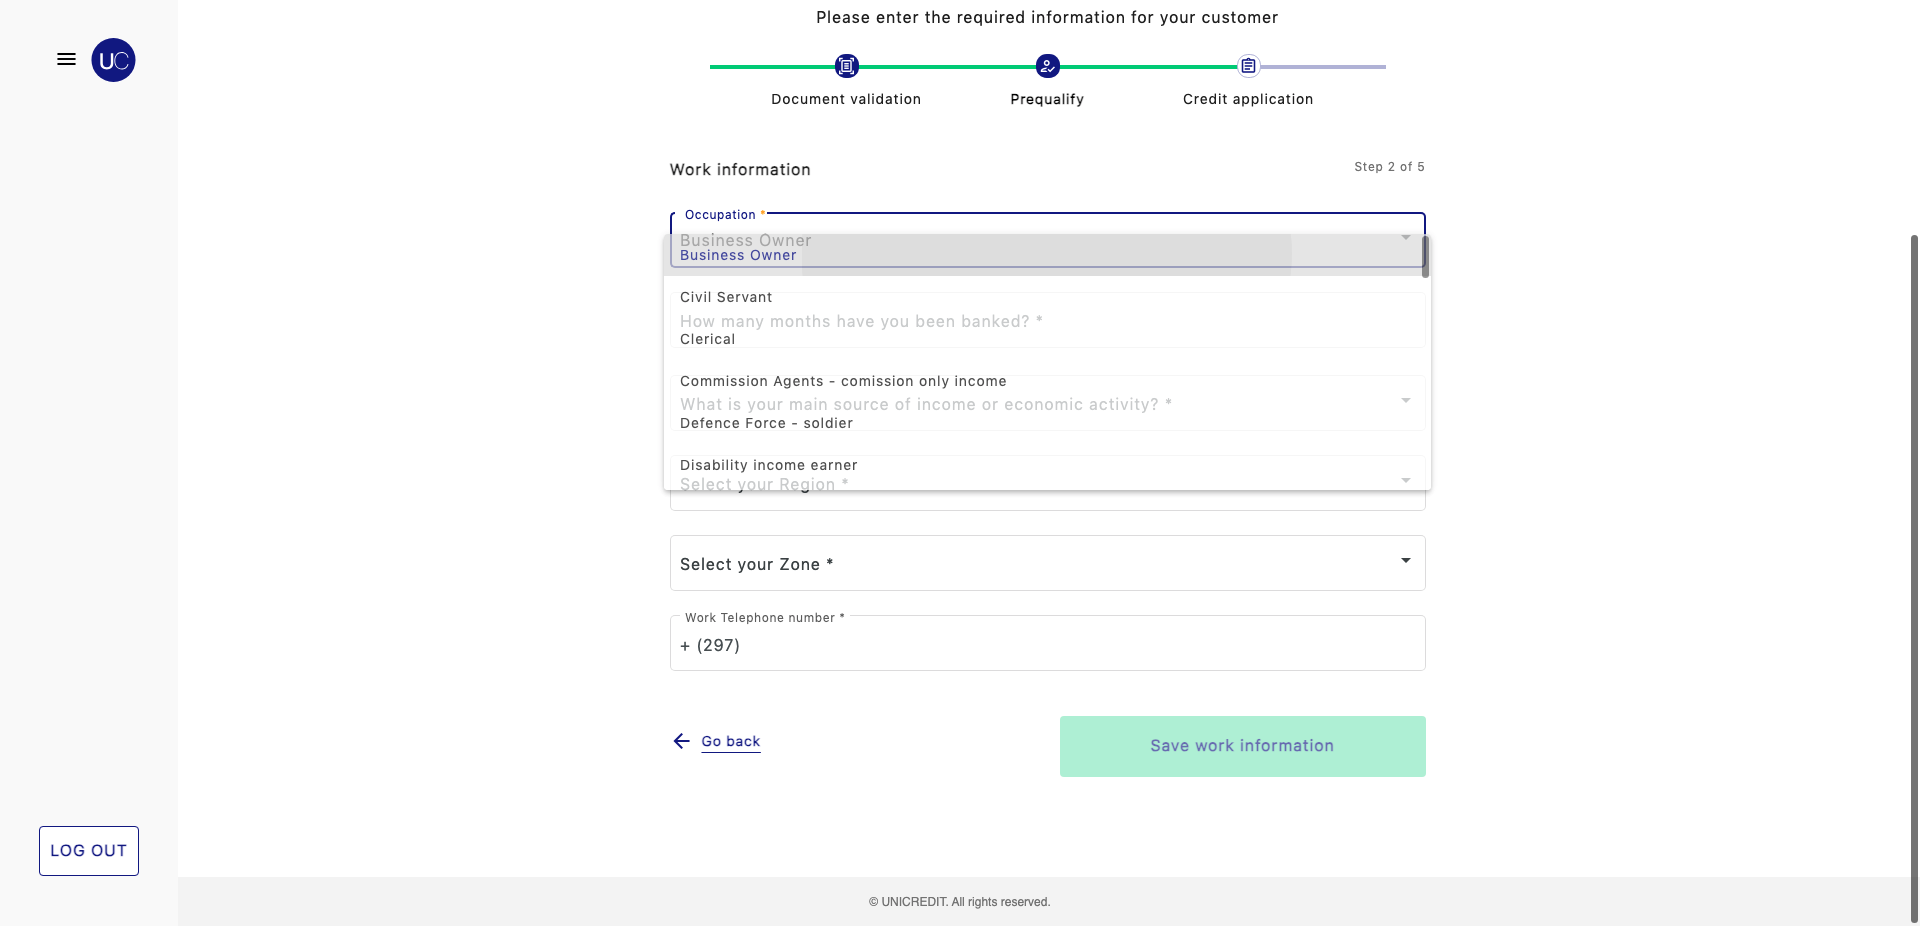 Please enter the required information for your customer
UC
Document validation
Prequalify
Credit application
Work information
Step 2 of 5
Occupation *
Business Owner
Business Owner
Civil Servant
How many months have you been banked? *
Clerical
Commission Agents - comission only income
What is your main source of income or economic activity? *
Defence Force - soldier
Disability income earner
Select your Region *
Select your Zone *
Work Telephone number *
+ (297)
Go back
Save work information
LOG OUT
© UNICREDIT. All rights reserved.